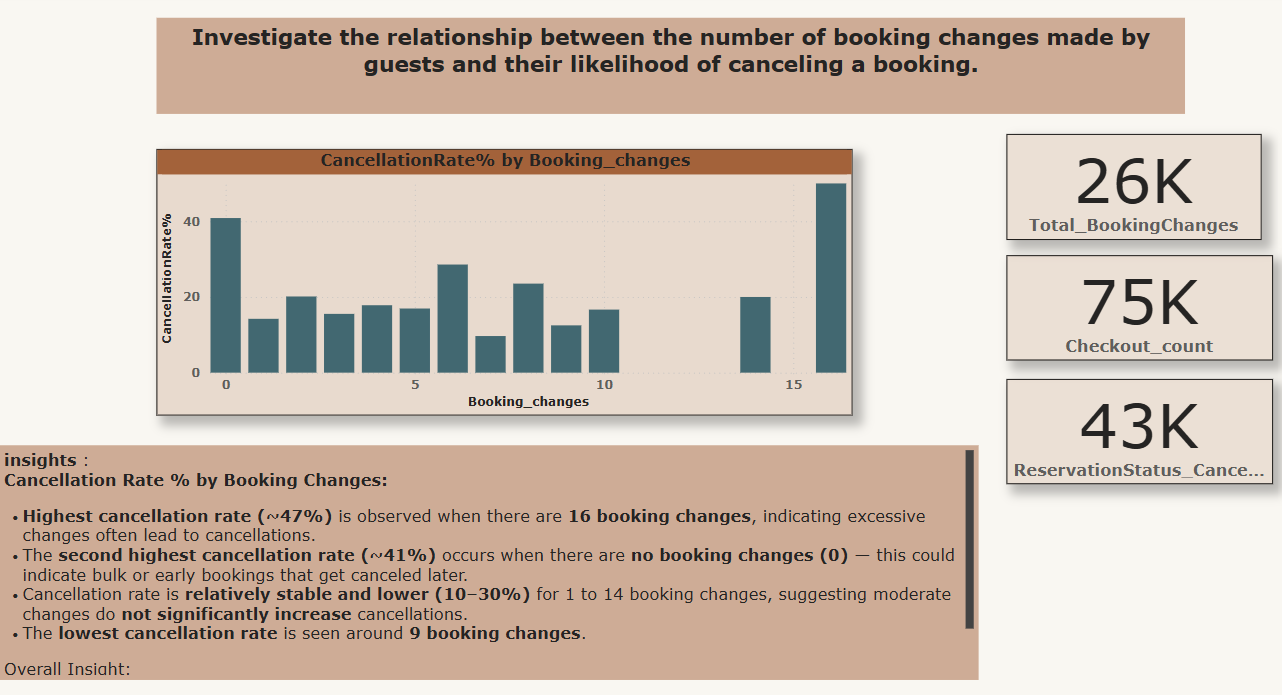 Investigate the relationship between the number of booking changes made by
guests and their likelihood of canceling a booking.
CancellationRate% by Booking_changes
CancellationRate%
40
20
0
0 5 10 15
Booking_changes
26K
Total_BookingChanges
75K
Checkout_count
43K
ReservationStatus_Cance...
insights :
Cancellation Rate % by Booking Changes:
• Highest cancellation rate (~47%) is observed when there are 16 booking changes, indicating excessive
changes often lead to cancellations.
• The second highest cancellation rate (~41%) occurs when there are no booking changes (0) — this could
indicate bulk or early bookings that get canceled later.
• Cancellation rate is relatively stable and lower (10–30%) for 1 to 14 booking changes, suggesting moderate
changes do not significantly increase cancellations.
• The lowest cancellation rate is seen around 9 booking changes.
Overall Insight: